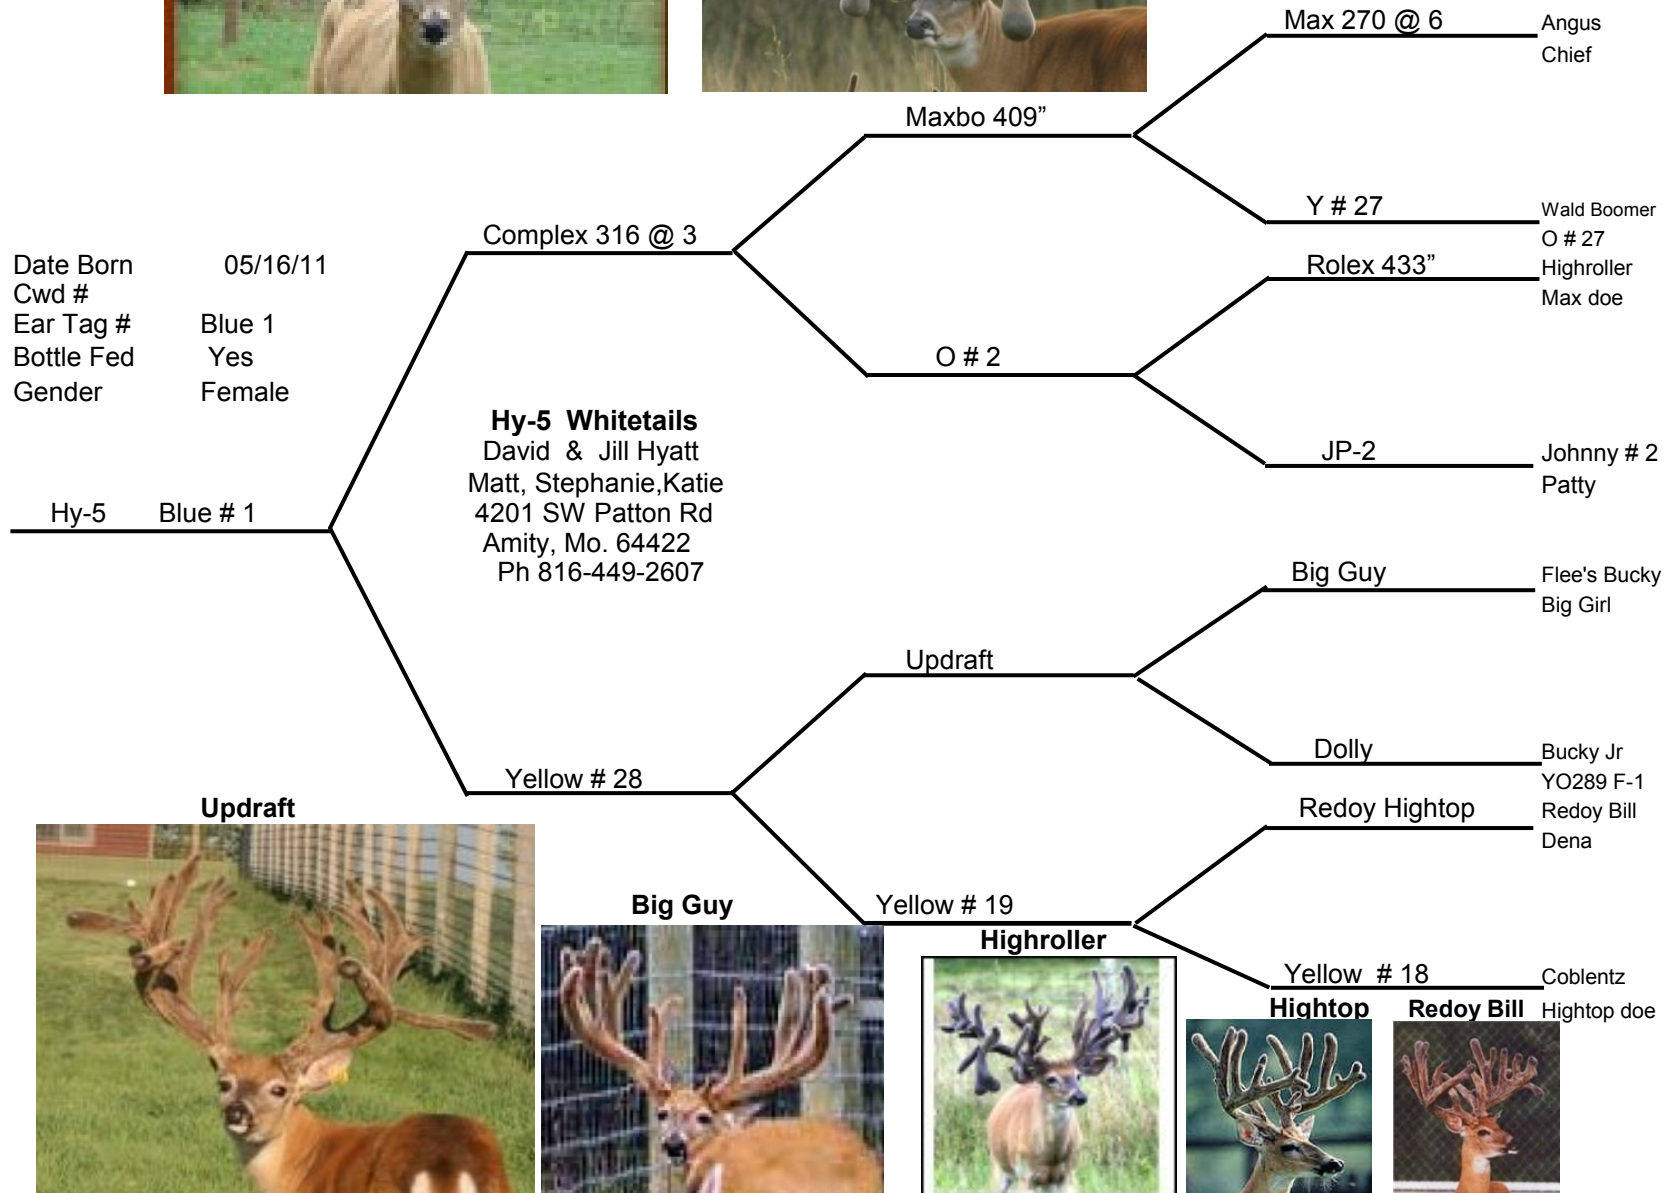 Max 270 @ 6
Angus
Chief
Maxbo 409”
Y # 27
Wald Boomer
O # 27
Complex 316 @ 3
Rolex 433”
Highroller
Max doe
Date Born 05/16/11
Cwd #
Ear Tag # Blue 1
Bottle Fed Yes
Gender Female
O # 2
Hy-5 Whitetails
David & Jill Hyatt
Matt, Stephanie,Katie
4201 SW Patton Rd
Amity, Mo. 64422
Ph 816-449-2607
JP-2
Johnny # 2
Patty
Hy-5 Blue # 1
Big Guy
Flee's Bucky
Big Girl
Updraft
Dolly
Bucky Jr
YO289 F-1
Yellow # 28
Redoy Hightop
Redoy Bill
Dena
Updraft
Big Guy
Yellow # 19
Highroller
Yellow # 18
Coblentz
Hightop doe
Hightop
Redoy Bill